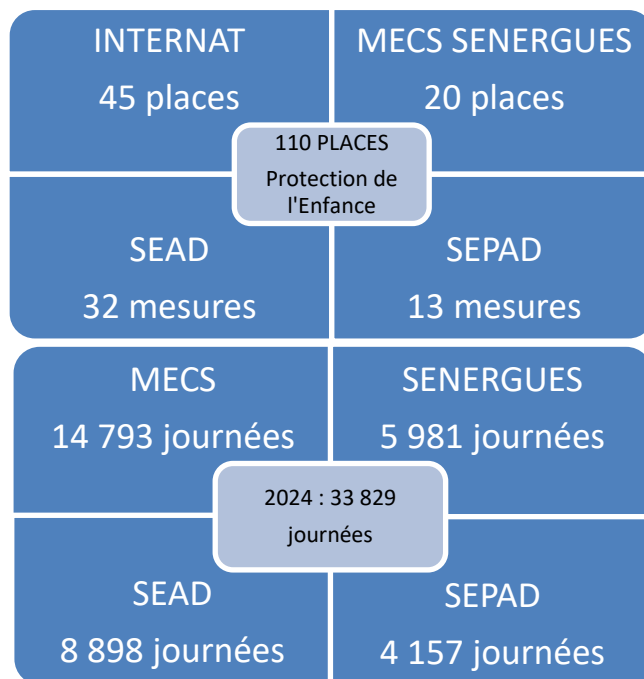 INTERNAT
45 places
MECS SENERGUES
20 places
110 PLACES
Protection de
l'Enfance
SEAD
32 mesures
SEPAD
13 mesures
MECS
14 793 journées
SENERGUES
5 981 journées
2024 : 33 829
journées
SEAD
8 898 journées
SEPAD
4 157 journées